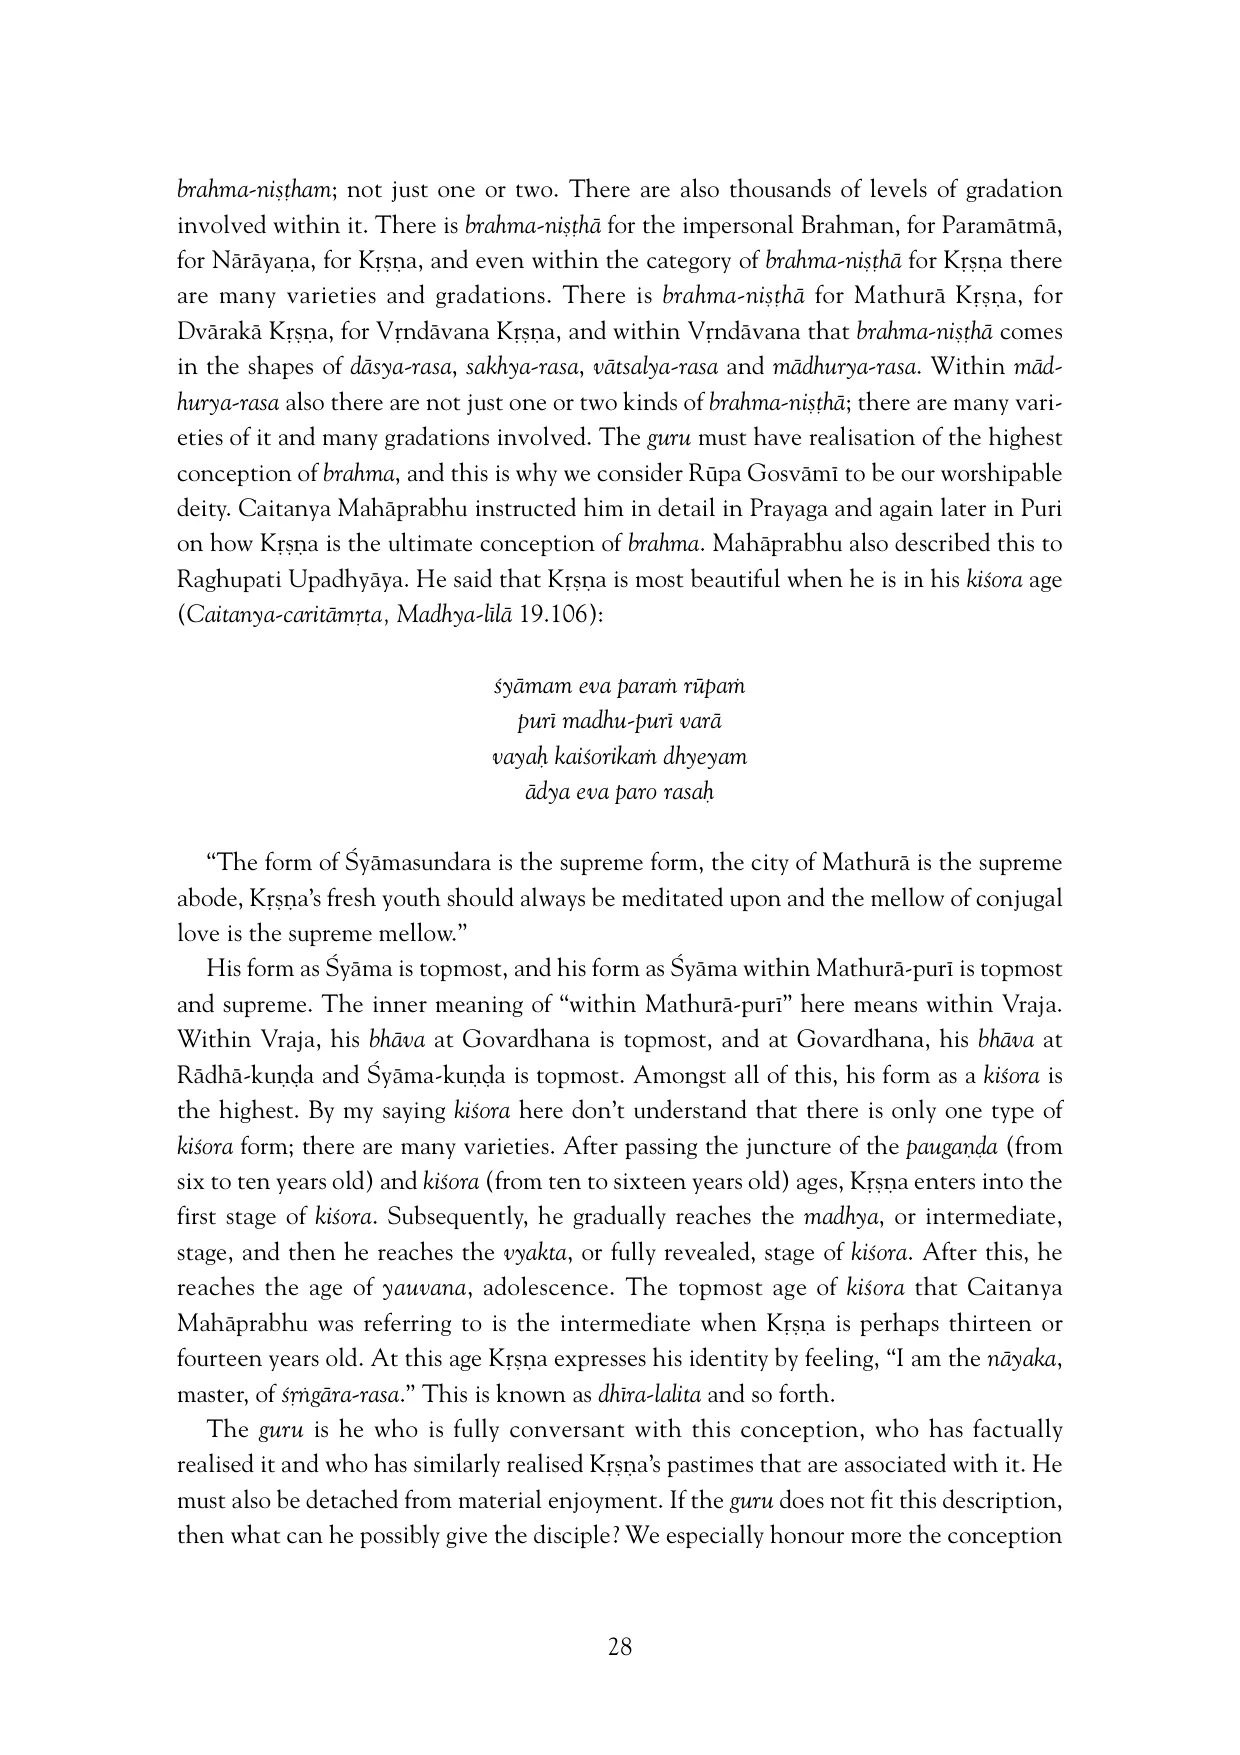 brahma-niṣṭham; not just one or two. There are also thousands of levels of gradation
involved within it. There is brahma-niṣṭhā for the impersonal Brahman, for Paramātmā,
for Nārāyaṇa, for Kṛṣṇa, and even within the category of brahma-niṣṭhā for Kṛṣṇa there
are many varieties and gradations. There is brahma-niṣṭhā for Mathurā Kṛṣṇa, for
Dvārakā Kṛṣṇa, for Vṛndāvana Kṛṣṇa, and within Vṛndāvana that brahma-niṣṭhā comes
in the shapes of dāsya-rasa, sakhya-rasa, vātsalya-rasa and mādhurya-rasa. Within mād-
hurya-rasa also there are not just one or two kinds of brahma-niṣṭhā; there are many vari-
eties of it and many gradations involved. The guru must have realisation of the highest
conception of brahma, and this is why we consider Rūpa Gosvāmī to be our worshipable
deity. Caitanya Mahāprabhu instructed him in detail in Prayaga and again later in Puri
on how Kṛṣṇa is the ultimate conception of brahma. Mahāprabhu also described this to
Raghupati Upadhyāya. He said that Kṛṣṇa is most beautiful when he is in his kiśora age
(Caitanya-caritāmṛta, Madhya-līlā 19.106):
śyāmam eva paraṁ rūpaṁ
purī madhu-purī varā
vayaḥ kaiśorikaṁ dhyeyam
ādya eva paro rasaḥ
“The form of Śyāmasundara is the supreme form, the city of Mathurā is the supreme
abode, Kṛṣṇa’s fresh youth should always be meditated upon and the mellow of conjugal
love is the supreme mellow.”
His form as Śyāma is topmost, and his form as Śyāma within Mathurā-purī is topmost
and supreme. The inner meaning of “within Mathurā-purī” here means within Vraja.
Within Vraja, his bhāva at Govardhana is topmost, and at Govardhana, his bhāva at
Rādhā-kuṇḍa and Śyāma-kuṇḍa is topmost. Amongst all of this, his form as a kiśora is
the highest. By my saying kiśora here don’t understand that there is only one type of
kiśora form; there are many varieties. After passing the juncture of the paugaṇḍa (from
six to ten years old) and kiśora (from ten to sixteen years old) ages, Kṛṣṇa enters into the
first stage of kiśora. Subsequently, he gradually reaches the madhya, or intermediate,
stage, and then he reaches the vyakta, or fully revealed, stage of kiśora. After this, he
reaches the age of yauvana, adolescence. The topmost age of kiśora that Caitanya
Mahāprabhu was referring to is the intermediate when Kṛṣṇa is perhaps thirteen or
fourteen years old. At this age Kṛṣṇa expresses his identity by feeling, “I am the nāyaka,
master, of śṛṅgāra-rasa.” This is known as dhīra-lalita and so forth.
The guru is he who is fully conversant with this conception, who has factually
realised it and who has similarly realised Kṛṣṇa’s pastimes that are associated with it. He
must also be detached from material enjoyment. If the guru does not fit this description,
then what can he possibly give the disciple? We especially honour more the conception
28